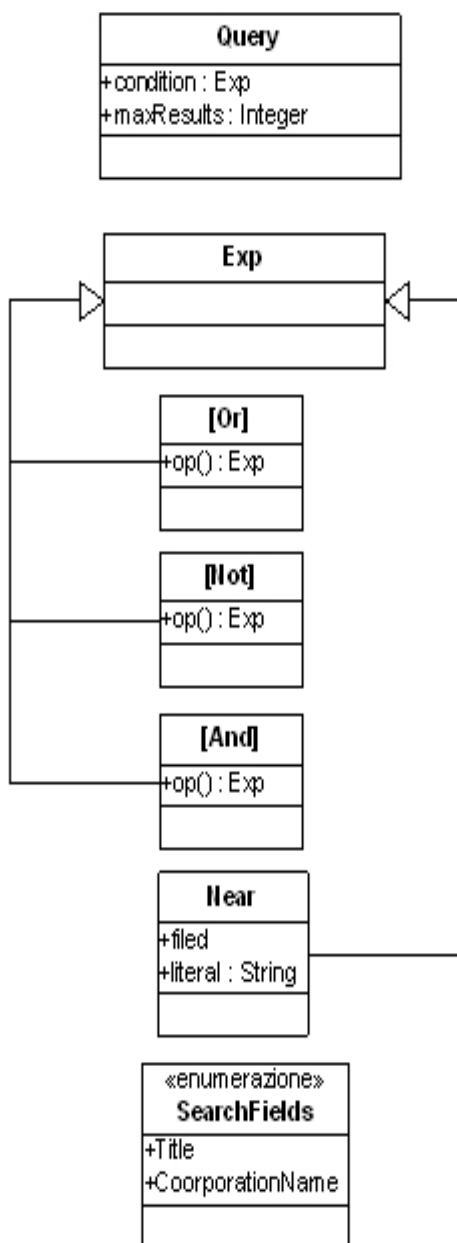 Query
+condition : Exp
+maxResults : Integer
Exp
[Or]
+op() : Exp
[Not]
+op() : Exp
[And]
+op() : Exp
Near
+filed
+literal : String
«enumerazione»
SearchFields
+Title
+CoorporationName